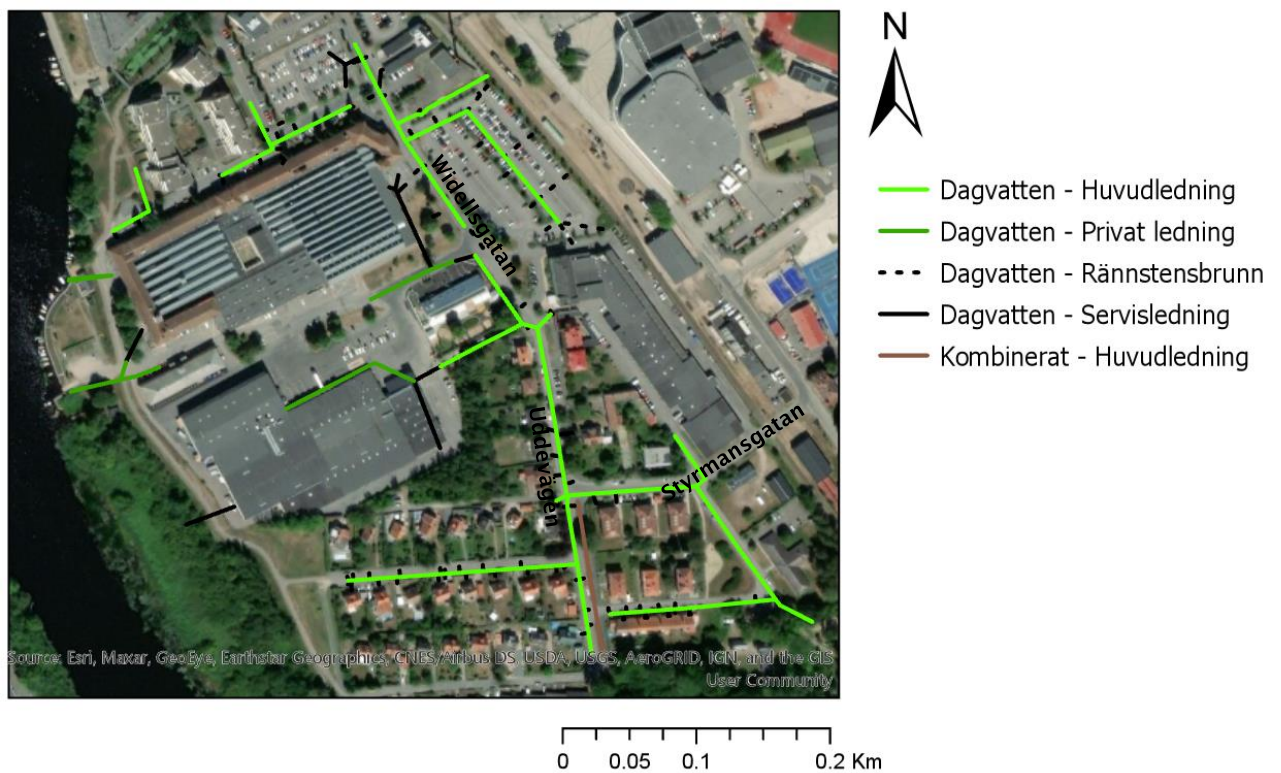 N
Dagvatten - Huvudledning
Dagvatten - Privat ledning
Dagvatten - Rännstensbrunn
Dagvatten - Servisledning
Kombinerat - Huvudledning
Widellsgatan
Uddevägen
Styrmansgatan
Source: Esri, Maxar, GeoEye, Earthstar Geographics, CNES/Airbus DS, USDA, USGS, AeroGRID, IGN, and the GIS
User Community
0 0.05 0.1 0.2 Km